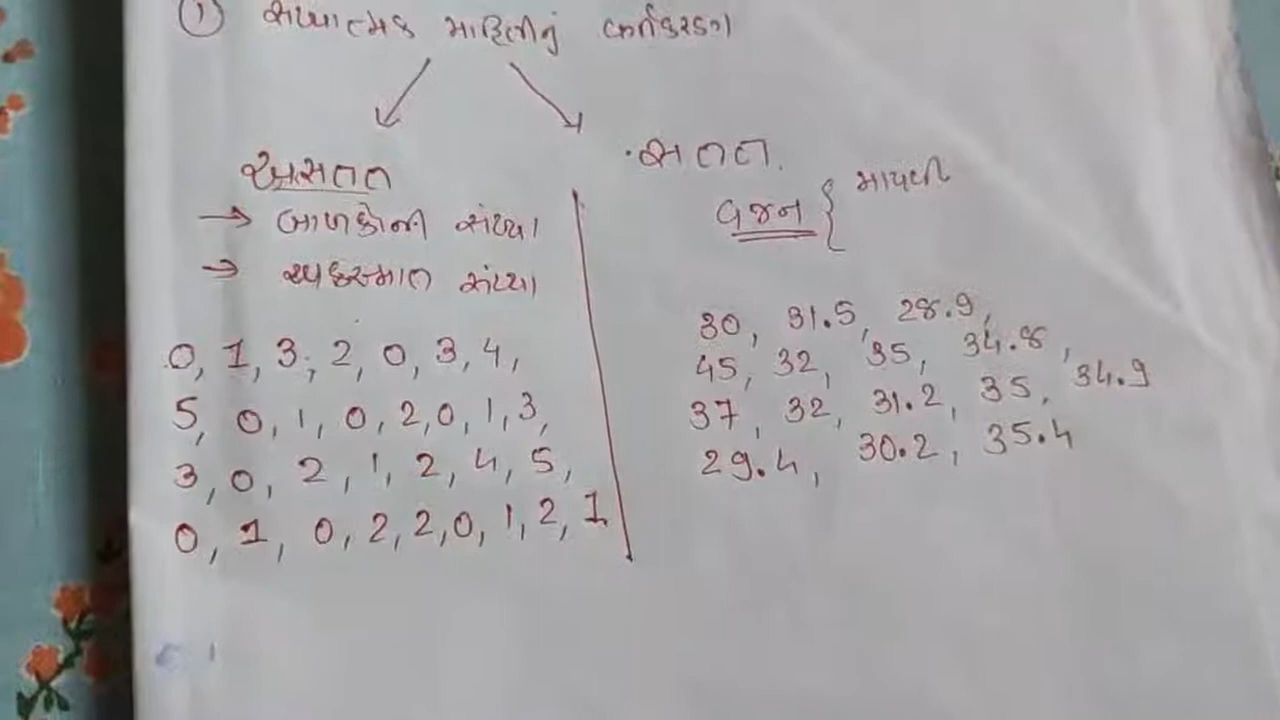 ① સંખ્યાત્મક માહિતીનું વર્ગીકરણ
અસતત
→ બાળકોની સંખ્યા
→ અકસ્માત સંખ્યા
0, 1, 3, 2, 0, 3, 4,
5, 0, 1, 0, 2, 0, 1, 3,
3, 0, 2, 1, 2, 4, 5,
0, 1, 0, 2, 2, 0, 1, 2, 1
સતત.
વજન { માપણી
30, 31.5, 28.9,
45, 32, 35, 34.8,
37, 32, 31.2, 35, 34.9
29.4, 30.2, 35.4